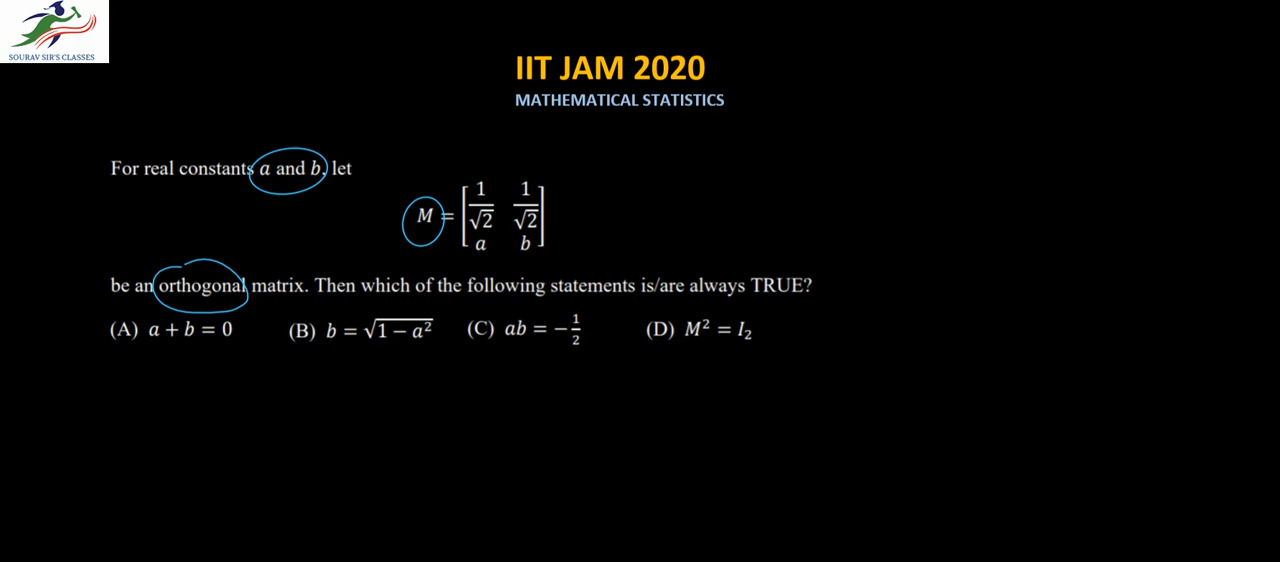 SOURAV SIR'S CLASSES
IIT JAM 2020
MATHEMATICAL STATISTICS
For real constants a and b, let
M = [1/√2 1/√2
a b]
be an orthogonal matrix. Then which of the following statements is/are always TRUE?
(A) a + b = 0 (B) b = √1 − a² (C) ab = −1/2 (D) M² = I₂